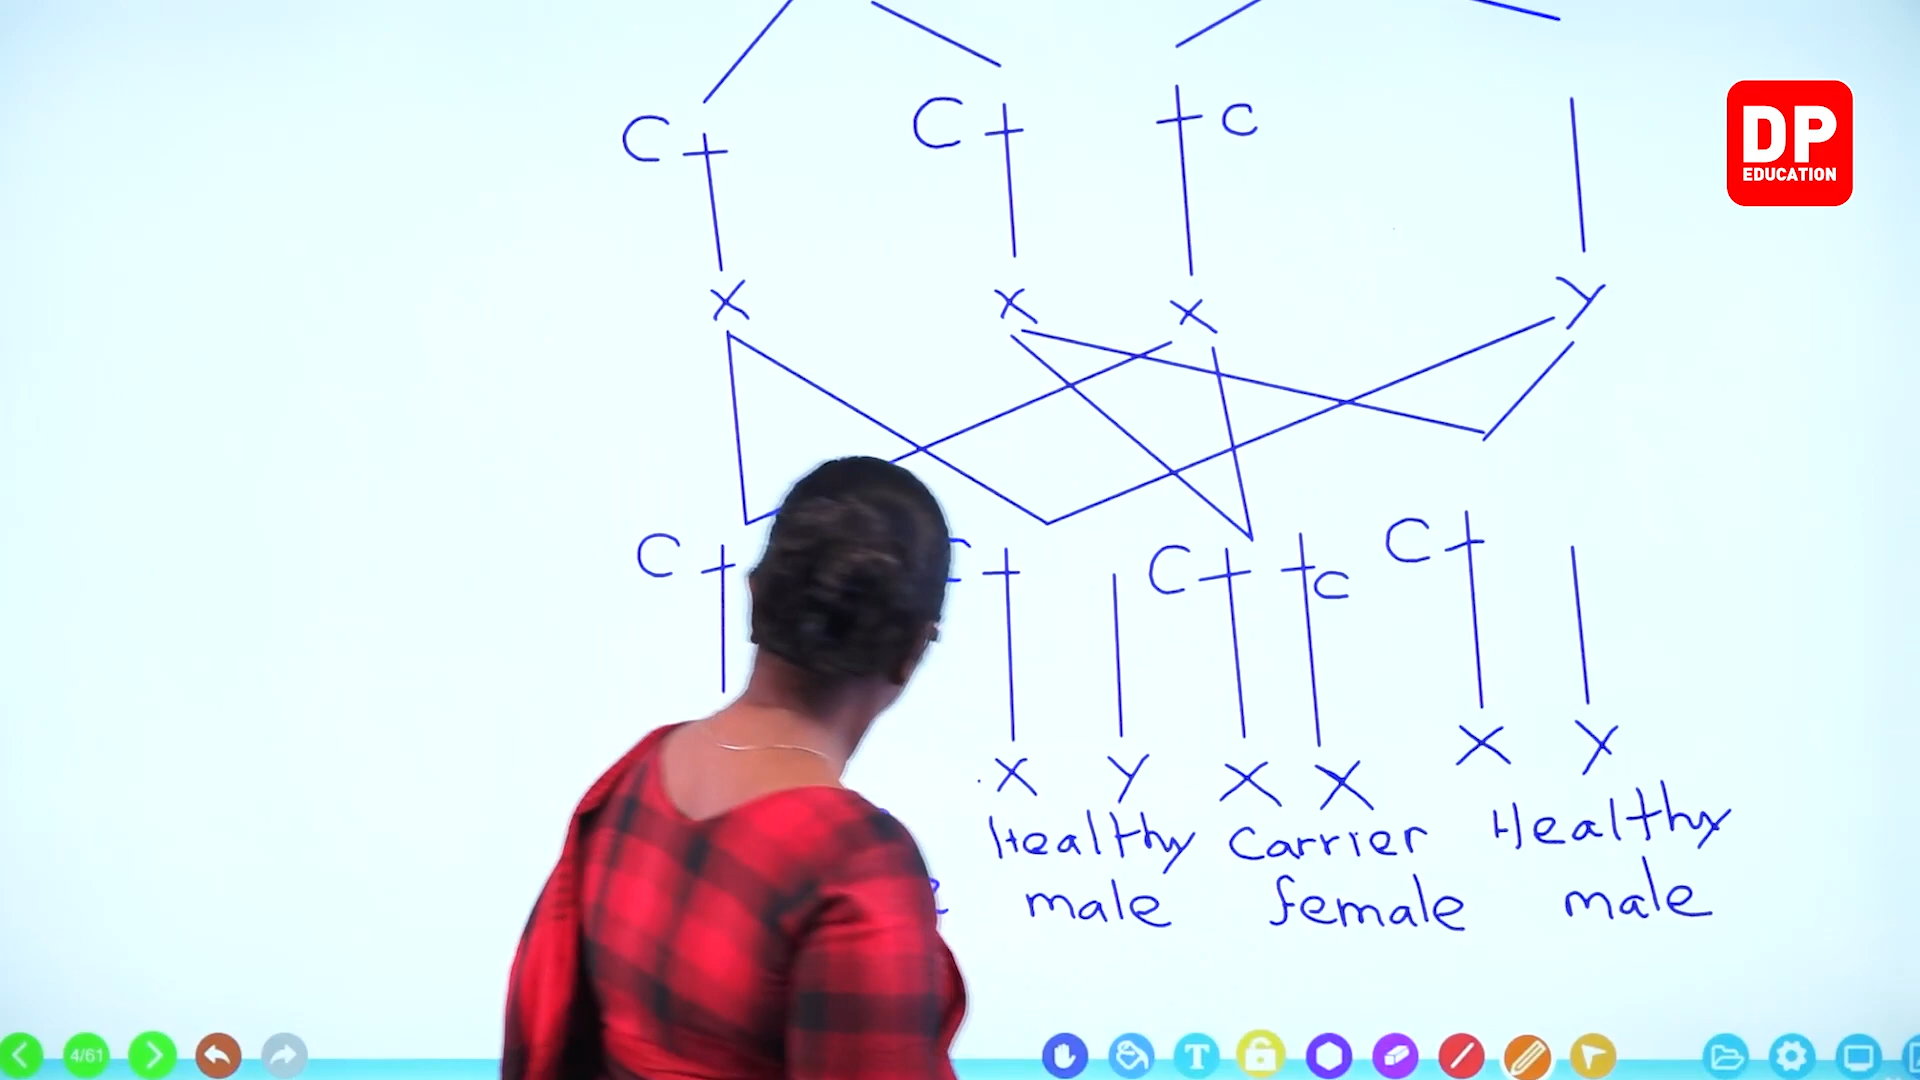 DP
EDUCATION
C C c
X X X Y
C C c C
X Y X X X Y
Healthy Carrier Healthy
male female male
4/61
T